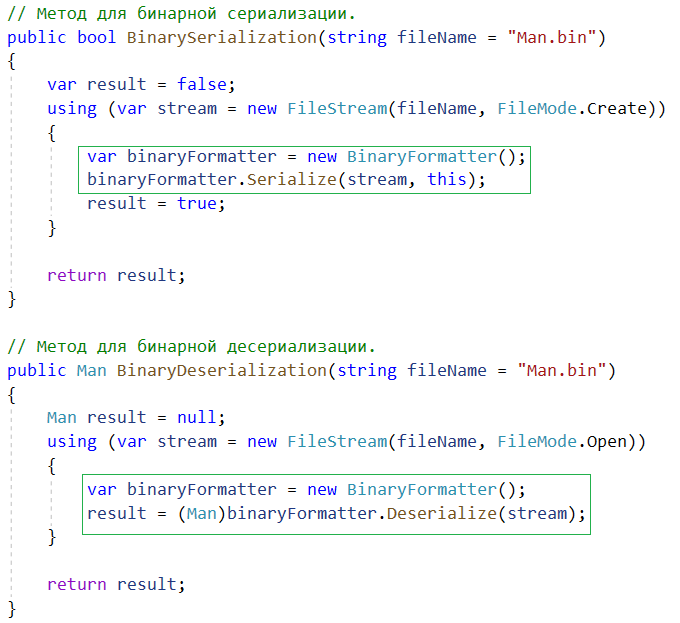 // Метод для бинарной сериализации.
public bool BinarySerialization(string fileName = "Man.bin")
{
    var result = false;
    using (var stream = new FileStream(fileName, FileMode.Create))
    {
        var binaryFormatter = new BinaryFormatter();
        binaryFormatter.Serialize(stream, this);
        result = true;
    }

    return result;
}

// Метод для бинарной десериализации.
public Man BinaryDeserialization(string fileName = "Man.bin")
{
    Man result = null;
    using (var stream = new FileStream(fileName, FileMode.Open))
    {
        var binaryFormatter = new BinaryFormatter();
        result = (Man)binaryFormatter.Deserialize(stream);
    }

    return result;
}